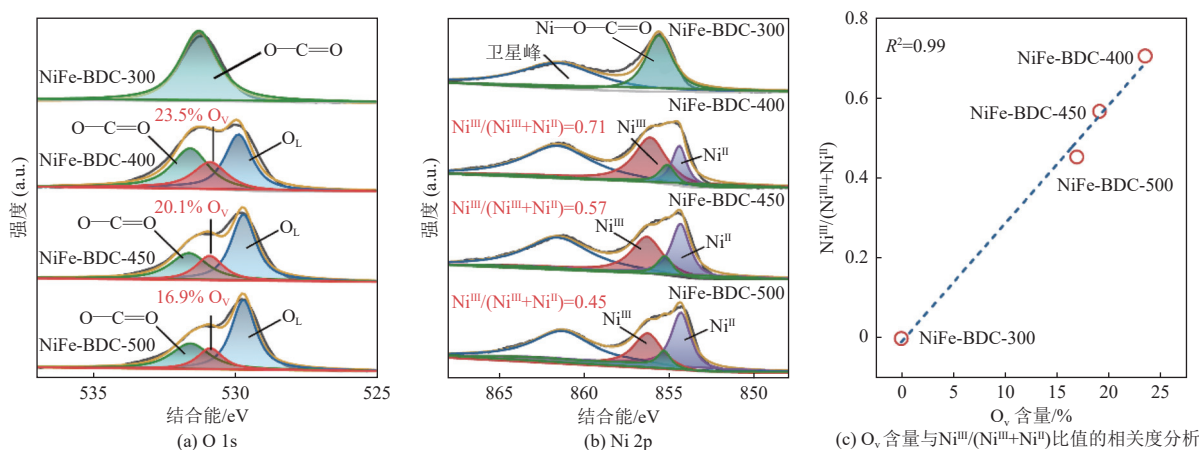 O—C=O
NiFe-BDC-300
23.5% Oᵥ
O—C=O
O_L
NiFe-BDC-400
20.1% Oᵥ
O—C=O
O_L
NiFe-BDC-450
16.9% Oᵥ
O—C=O
O_L
NiFe-BDC-500
强度 (a.u.)
535
530
525
结合能/eV
(a) O 1s
Ni—O—C=O
NiFe-BDC-300
卫星峰
NiFe-BDC-400
Niᴵᴵᴵ/(Niᴵᴵᴵ+Niᴵᴵ)=0.71
Niᴵᴵᴵ
Niᴵᴵ
NiFe-BDC-450
Niᴵᴵᴵ/(Niᴵᴵᴵ+Niᴵᴵ)=0.57
Niᴵᴵᴵ
Niᴵᴵ
NiFe-BDC-500
Niᴵᴵᴵ/(Niᴵᴵᴵ+Niᴵᴵ)=0.45
Niᴵᴵᴵ
Niᴵᴵ
强度 (a.u.)
865
860
855
850
结合能/eV
(b) Ni 2p
0.8
0.6
0.4
0.2
0
Niᴵᴵᴵ/(Niᴵᴵᴵ+Niᴵᴵ)
R²=0.99
NiFe-BDC-400
NiFe-BDC-450
NiFe-BDC-500
NiFe-BDC-300
0
5
10
15
20
25
Oᵥ 含量/%
(c) Oᵥ 含量与Niᴵᴵᴵ/(Niᴵᴵᴵ+Niᴵᴵ)比值的相关度分析